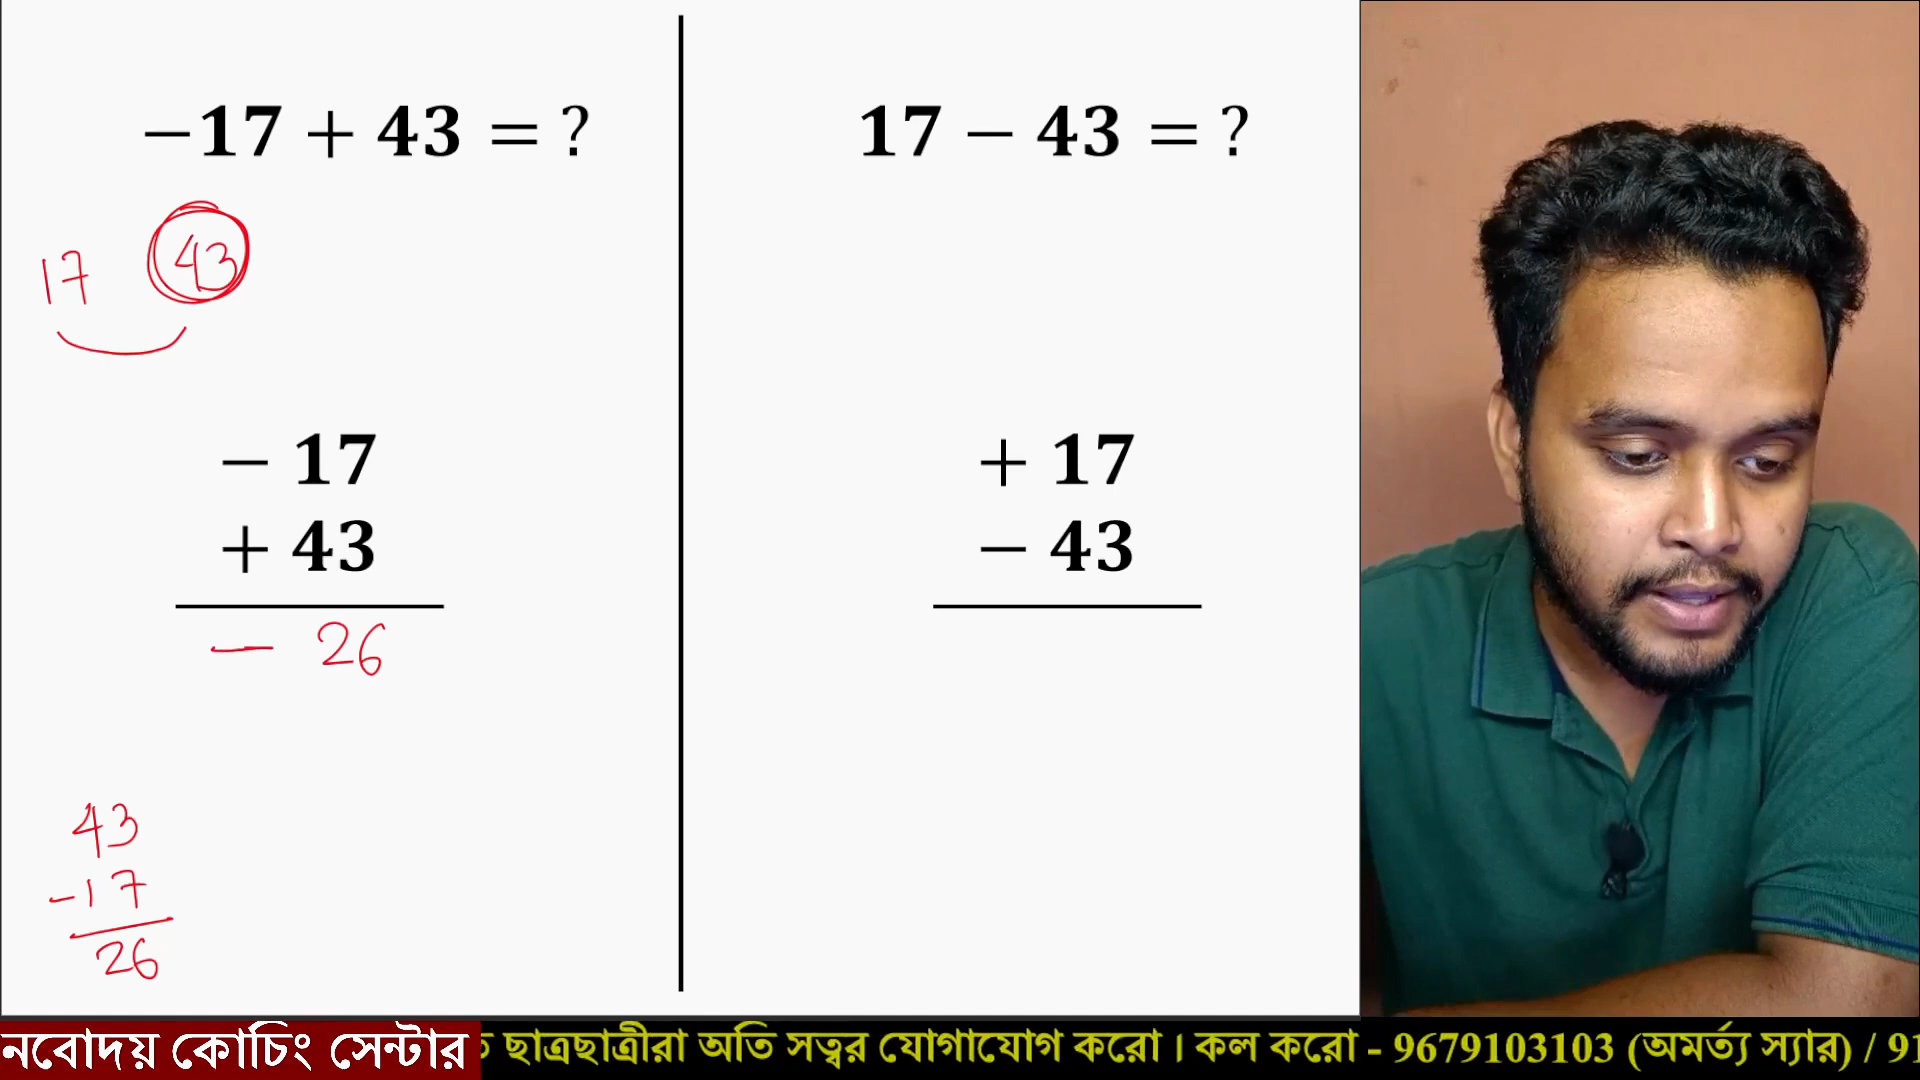 −17 + 43 = ?
17 43
− 17
+ 43
− 26
43
-17
26
17 − 43 = ?
+ 17
− 43
নবোদয় কোচিং সেন্টার
ছাত্রছাত্রীরা অতি সত্বর যোগাযোগ করো । কল করো - 9679103103 (অমর্ত্য স্যার) / 91